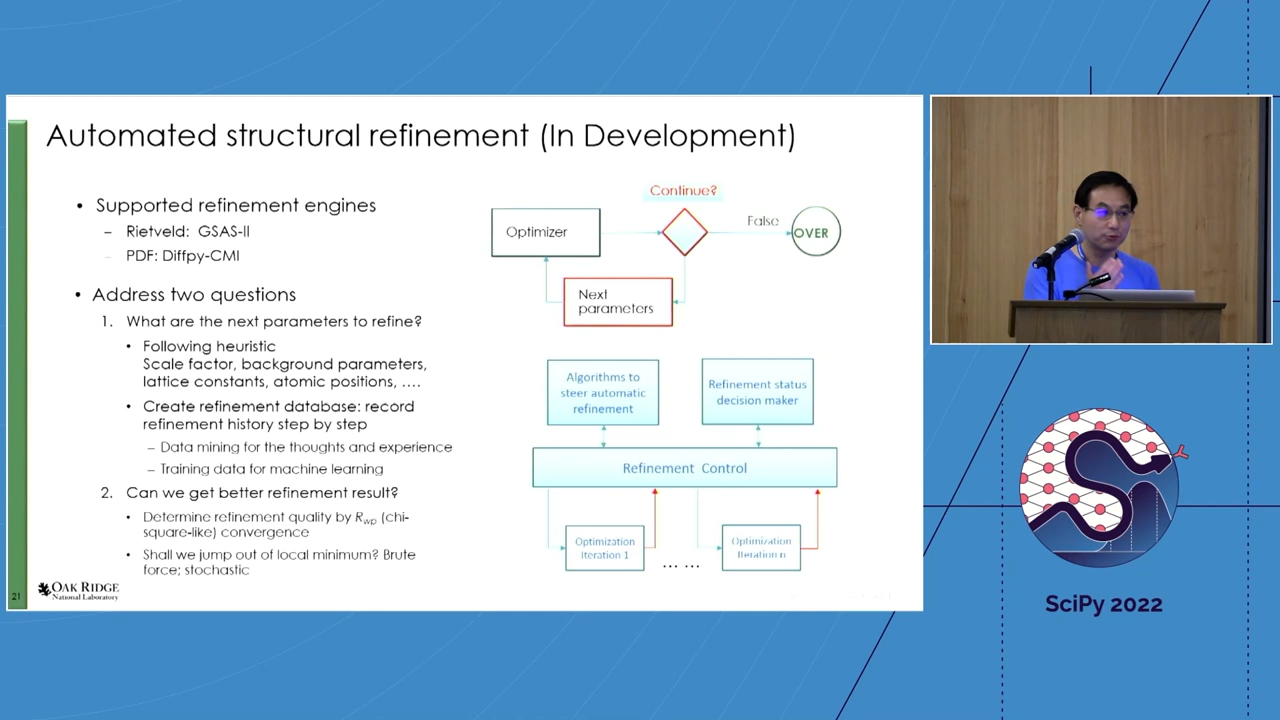 Automated structural refinement (In Development)
• Supported refinement engines
– Rietveld: GSAS-II
– PDF: Diffpy-CMI
• Address two questions
1. What are the next parameters to refine?
• Following heuristic
Scale factor, background parameters,
lattice constants, atomic positions, ....
• Create refinement database: record
refinement history step by step
– Data mining for the thoughts and experience
– Training data for machine learning
2. Can we get better refinement result?
• Determine refinement quality by Rwp (chi-
square-like) convergence
• Shall we jump out of local minimum? Brute
force; stochastic
Continue?
Optimizer
False
OVER
Next
parameters
Algorithms to
steer automatic
refinement
Refinement status
decision maker
Refinement Control
Optimization
Iteration 1
... ...
Optimization
Iteration n
21
OAK RIDGE
National Laboratory
SciPy 2022